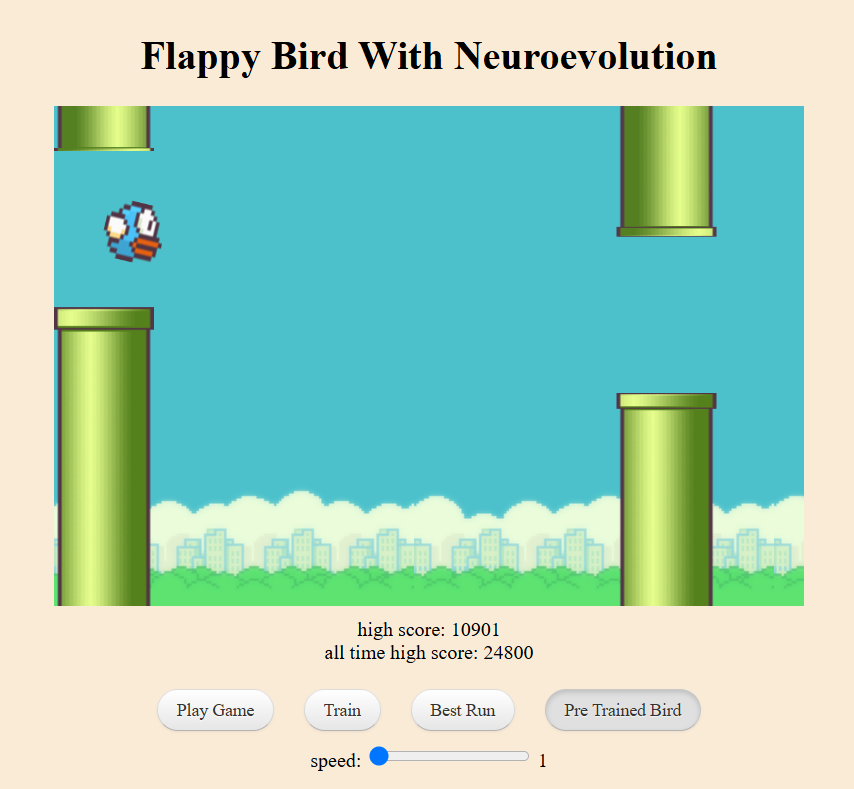 Flappy Bird With Neuroevolution
high score: 10901
all time high score: 24800
Play Game Train Best Run Pre Trained Bird
speed: 1